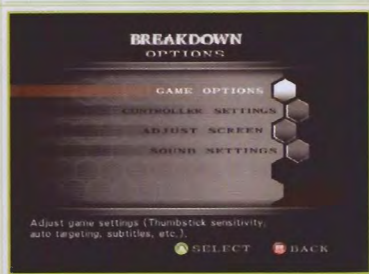 BREAKDOWN
OPTIONS
GAME OPTIONS
CONTROLLER SETTINGS
ADJUST SCREEN
SOUND SETTINGS
Adjust game settings (Thumbstick sensitivity,
auto targeting, subtitles, etc.).
A SELECT B BACK